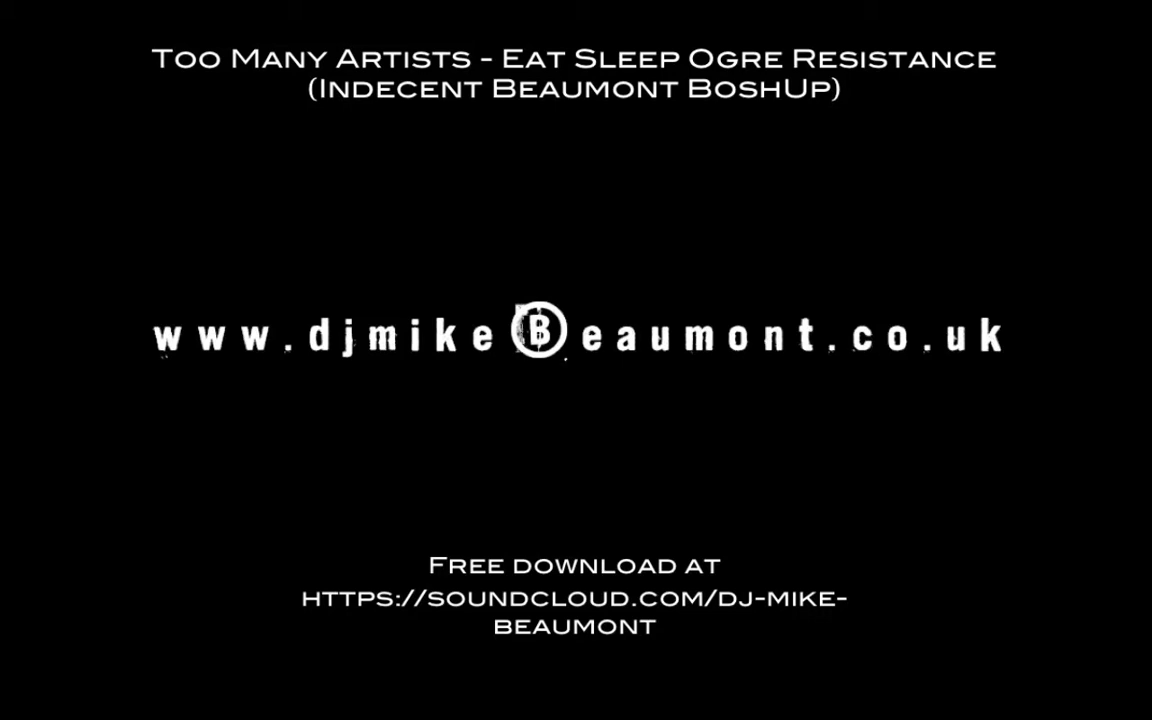 Too Many Artists - Eat Sleep Ogre Resistance
(Indecent Beaumont BoshUp)
www.djmikeBeaumont.co.uk
Free download at
https://soundcloud.com/dj-mike-
beaumont